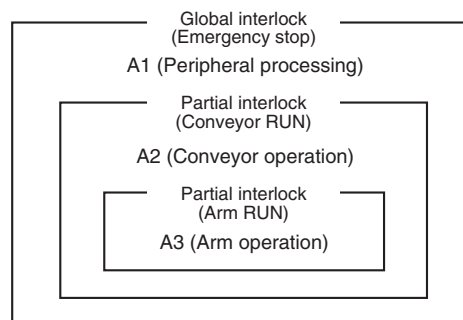 Global interlock
(Emergency stop)
A1 (Peripheral processing)
Partial interlock
(Conveyor RUN)
A2 (Conveyor operation)
Partial interlock
(Arm RUN)
A3 (Arm operation)